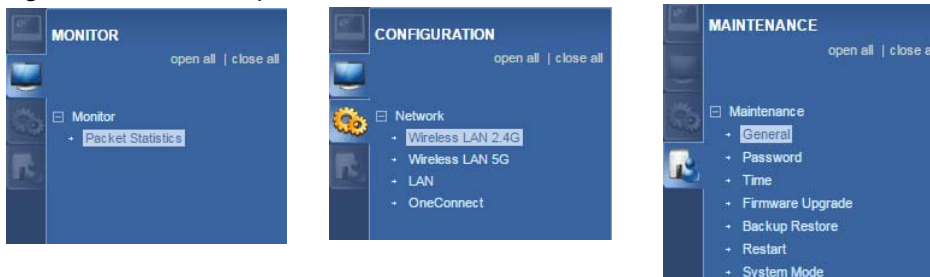 MONITOR
open all | close all
Monitor
Packet Statistics
CONFIGURATION
open all | close all
Network
Wireless LAN 2.4G
Wireless LAN 5G
LAN
OneConnect
MAINTENANCE
open all | close
Maintenance
General
Password
Time
Firmware Upgrade
Backup Restore
Restart
System Mode